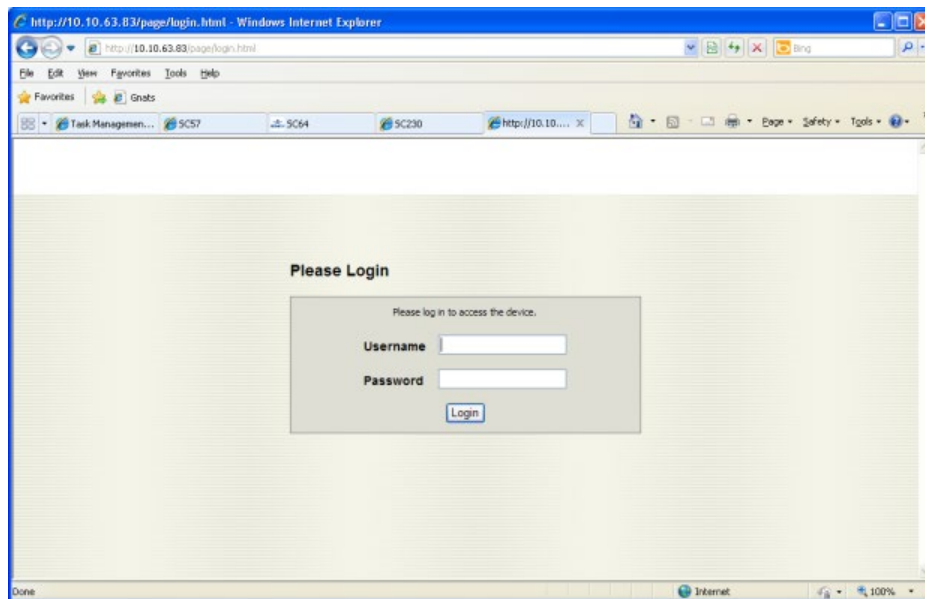 http://10.10.63.83/page/login.html - Windows Internet Explorer
http://10.10.63.83/page/login.html
Bing
File Edit View Favorites Tools Help
Favorites Gnats
Task Managemen... SC57 SC64 SC230 http://10.10.... Page Safety Tools
Please Login
Please log in to access the device.
Username
Password
Login
Done Internet 100%